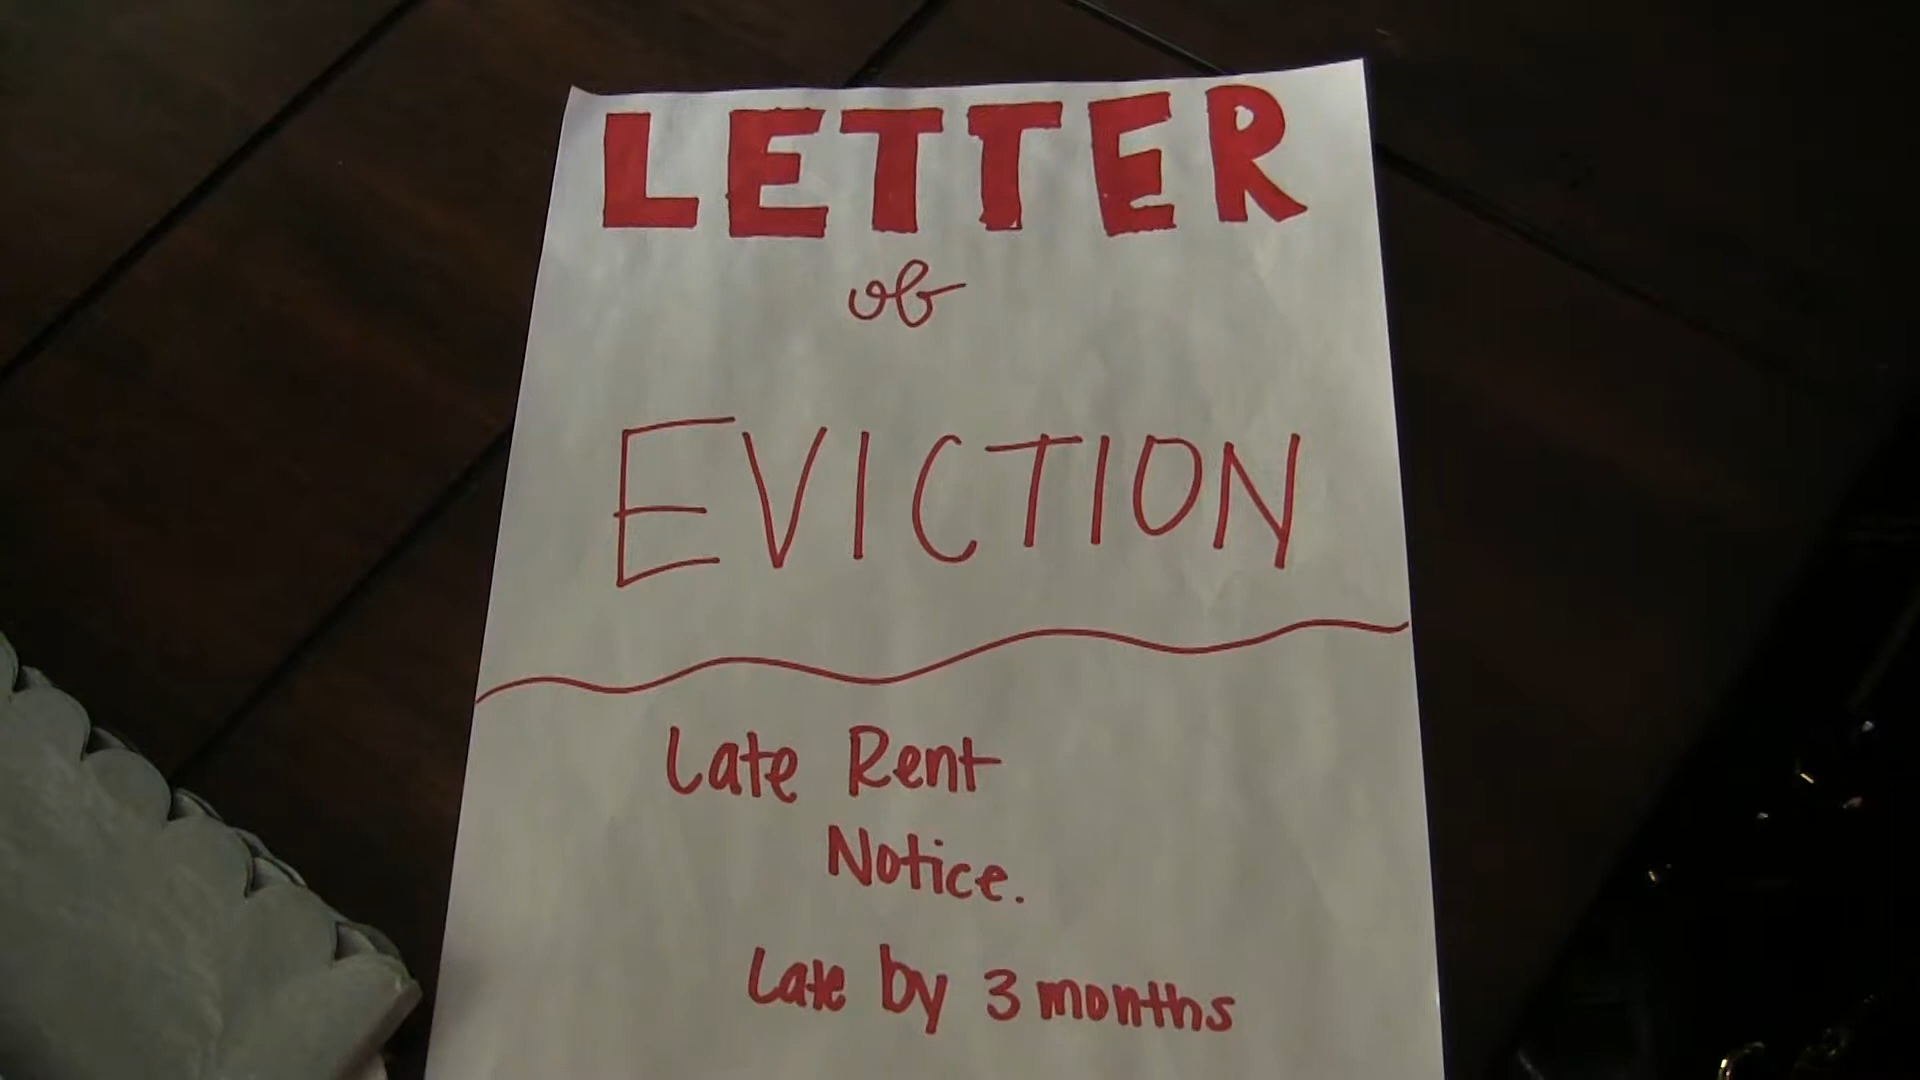 LETTER
of
EVICTION
Late Rent
Notice.
Late by 3 months